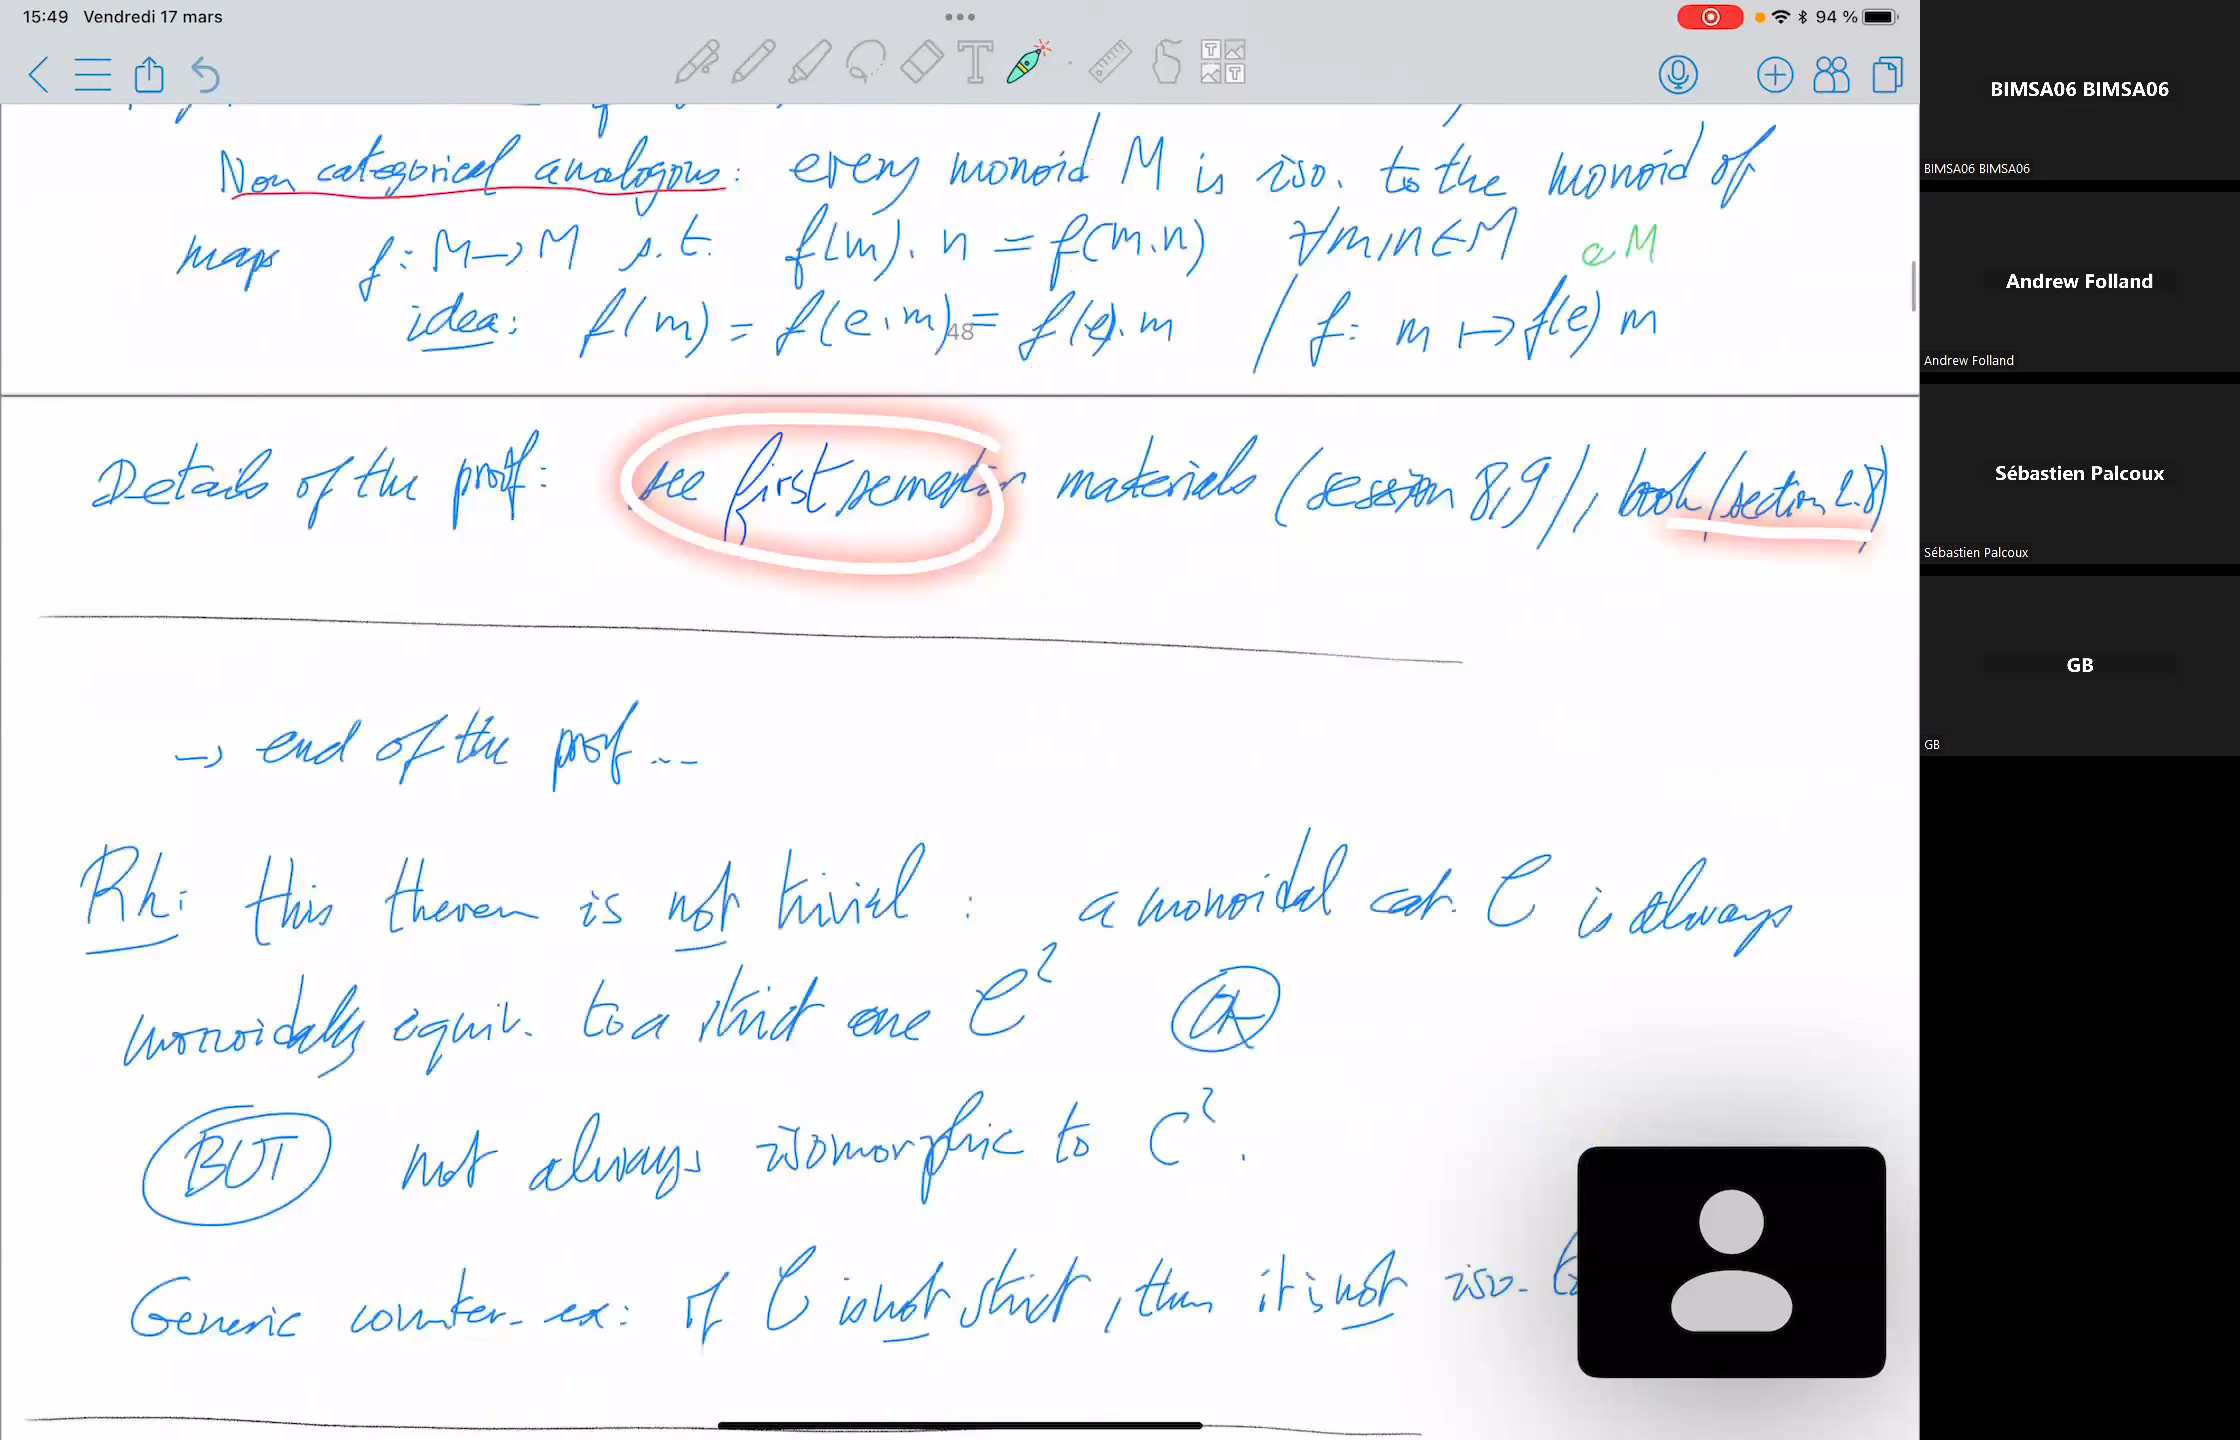 15:49 Vendredi 17 mars
94 %
Non categorical analogous: every monoid M is iso. to the monoid of
maps f: M → M s.t. f(m). n = f(m.n) ∀m,n ∈ M
∈ M
idea: f(m) = f(e.m) = f(e).m / f: m ↦ f(e) m
48
Details of the proof: see first semester materials (session 8,9), book (section 2.8)
→ end of the proof...
Rk: this theorem is not trivial : a monoidal cat. C is always
monoidally equiv. to a strict one C² OK
BUT not always isomorphic to C².
Generic counter-ex: if C is not strict, then it is not iso.
BIMSA06 BIMSA06
BIMSA06 BIMSA06
Andrew Folland
Andrew Folland
Sébastien Palcoux
Sébastien Palcoux
GB
GB